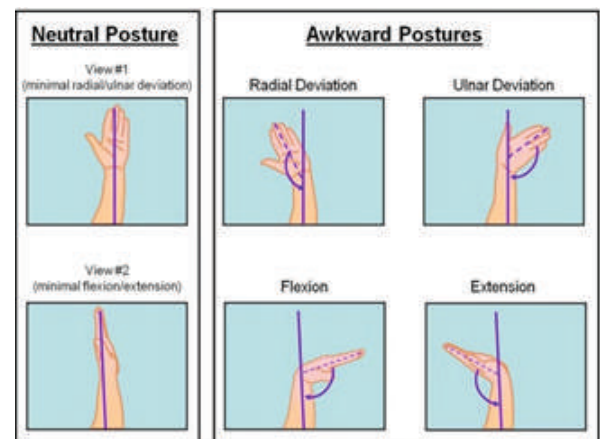 Neutral Posture
View #1
(minimal radial/ulnar deviation)
View #2
(minimal flexion/extension)
Awkward Postures
Radial Deviation
Ulnar Deviation
Flexion
Extension